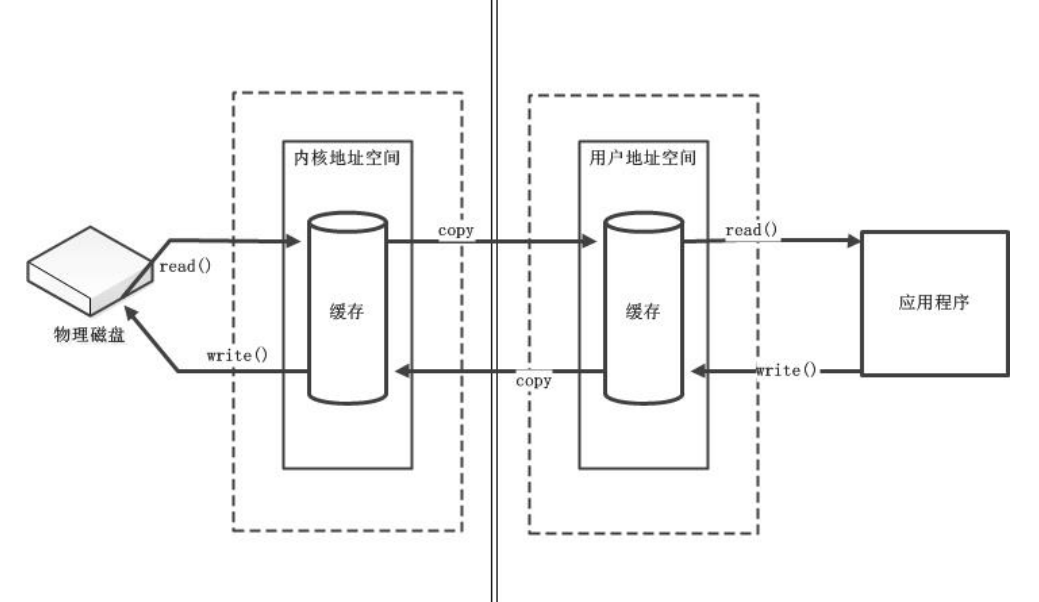 内核地址空间
用户地址空间
copy
read()
read()
物理磁盘
缓存
缓存
应用程序
write()
copy
write()